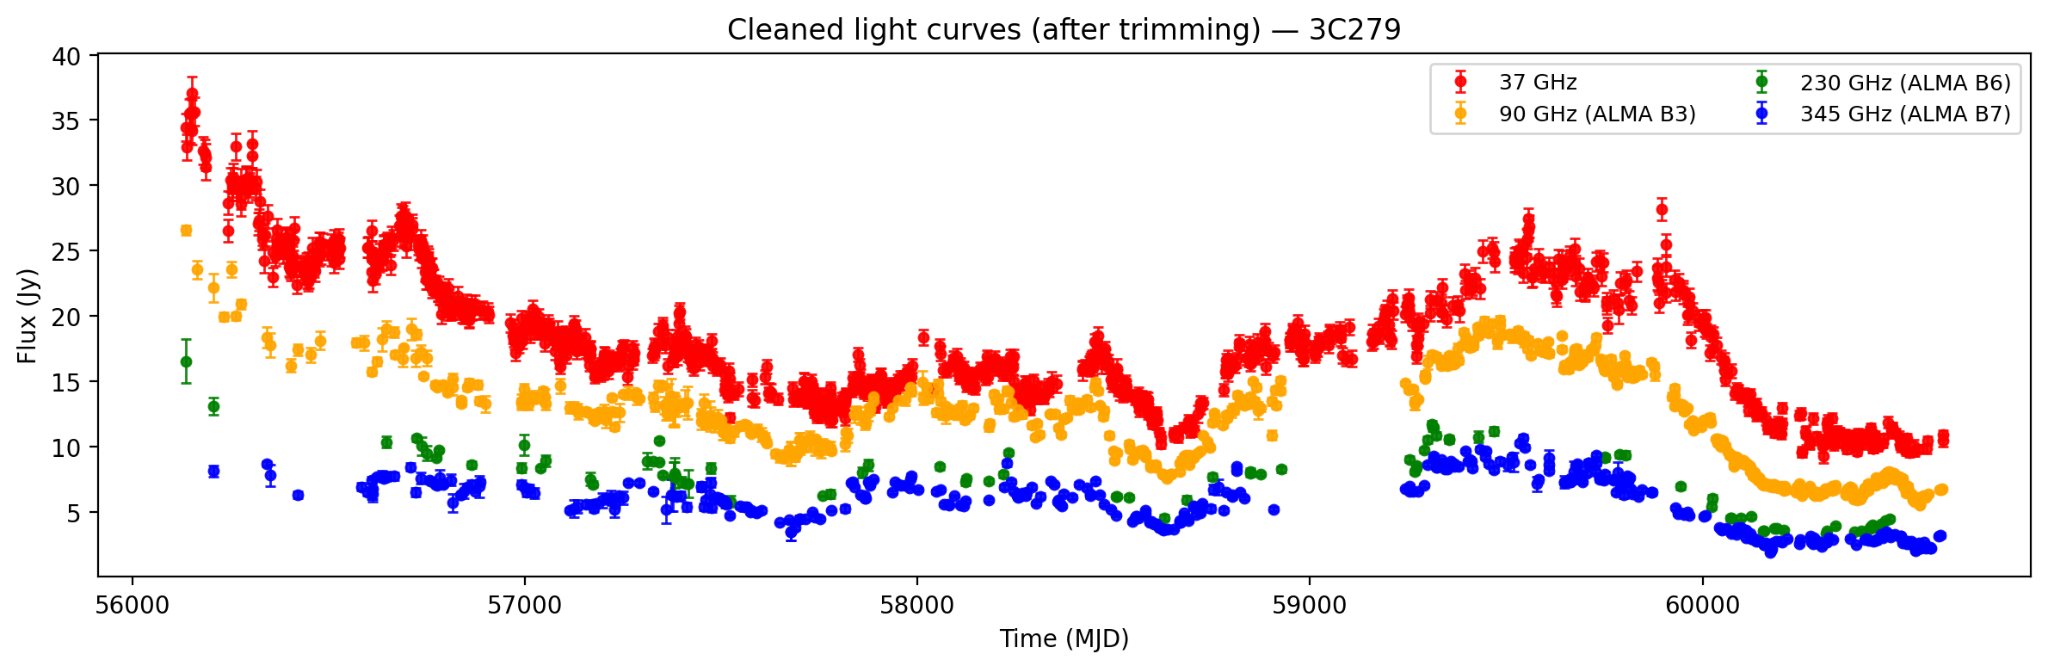 Cleaned light curves (after trimming) — 3C279
37 GHz
90 GHz (ALMA B3)
230 GHz (ALMA B6)
345 GHz (ALMA B7)
40
35
30
25
20
15
10
5
Flux (Jy)
56000 57000 58000 59000 60000
Time (MJD)